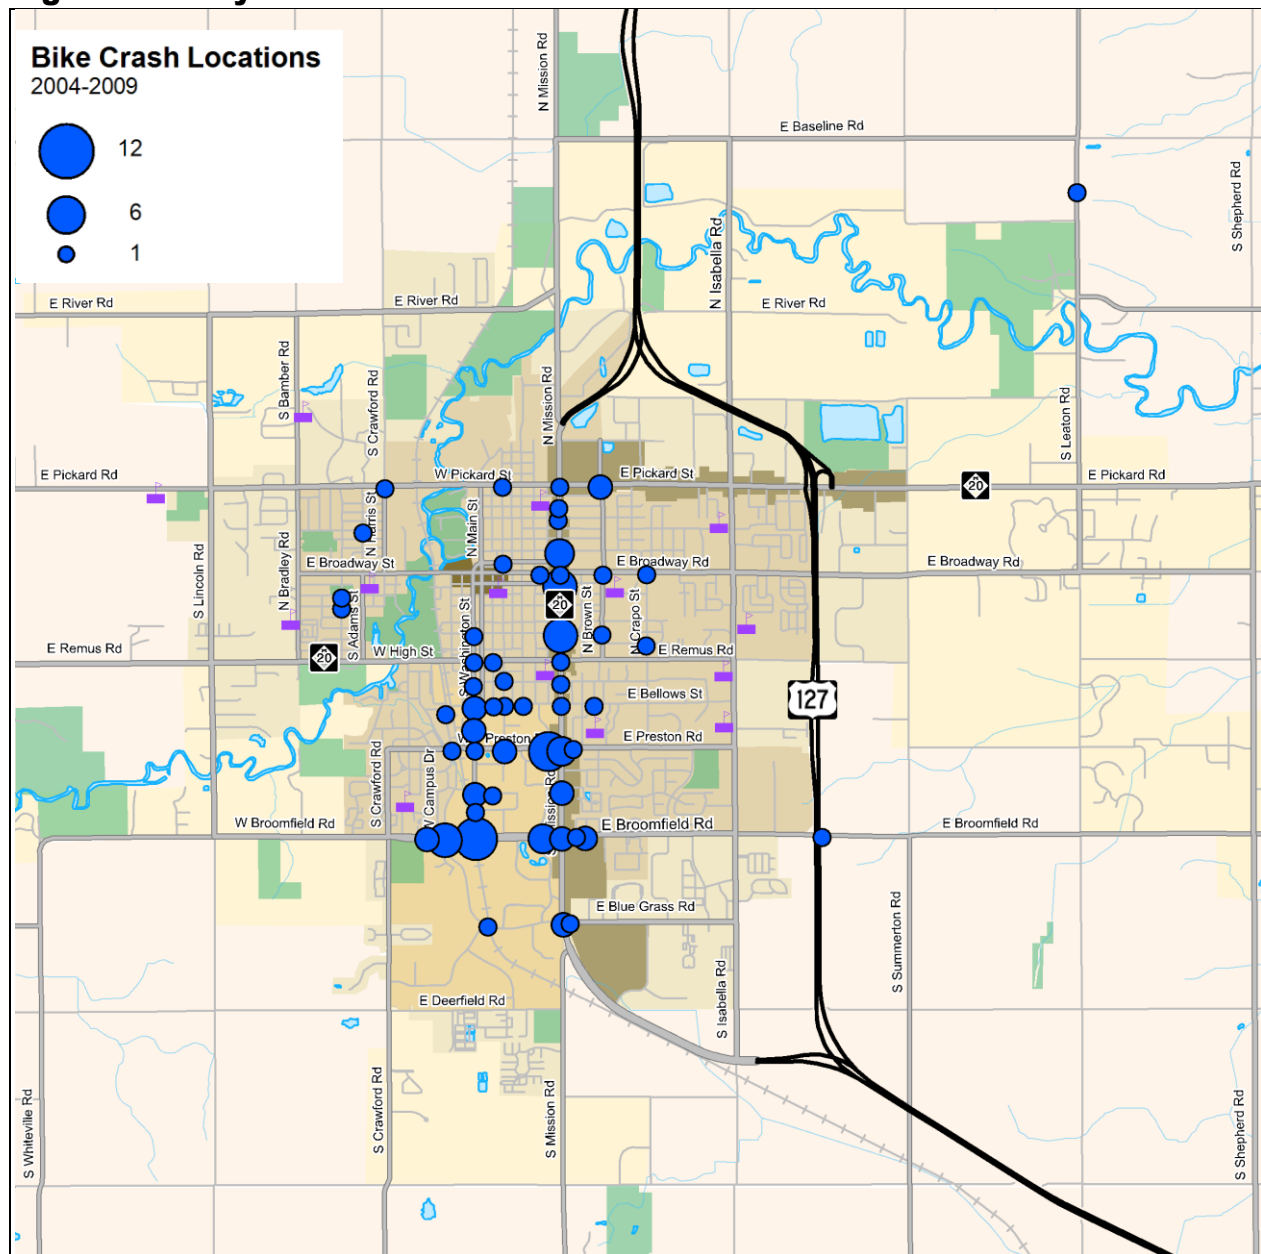 Bike Crash Locations
2004-2009
12
6
1
N Mission Rd
E Baseline Rd
S Shepherd Rd
N Isabella Rd
E River Rd
E River Rd
E River Rd
S Bamber Rd
S Crawford Rd
N Mission Rd
S Leaton Rd
E Pickard Rd
W Pickard St
E Pickard St
20
E Pickard Rd
N Harris St
N Main St
S Lincoln Rd
N Bradley Rd
E Broadway St
E Broadway Rd
E Broadway Rd
S Adams St
S Washington St
20
N Brown St
N Crapo St
E Remus Rd
20
W High St
E Remus Rd
E Bellows St
127
E Preston Rd
S Crawford Rd
W Campus Dr
W Broomfield Rd
E Broomfield Rd
E Broomfield Rd
E Blue Grass Rd
S Summerton Rd
S Isabella Rd
E Deerfield Rd
S Whiteville Rd
S Crawford Rd
S Mission Rd
S Shepherd Rd